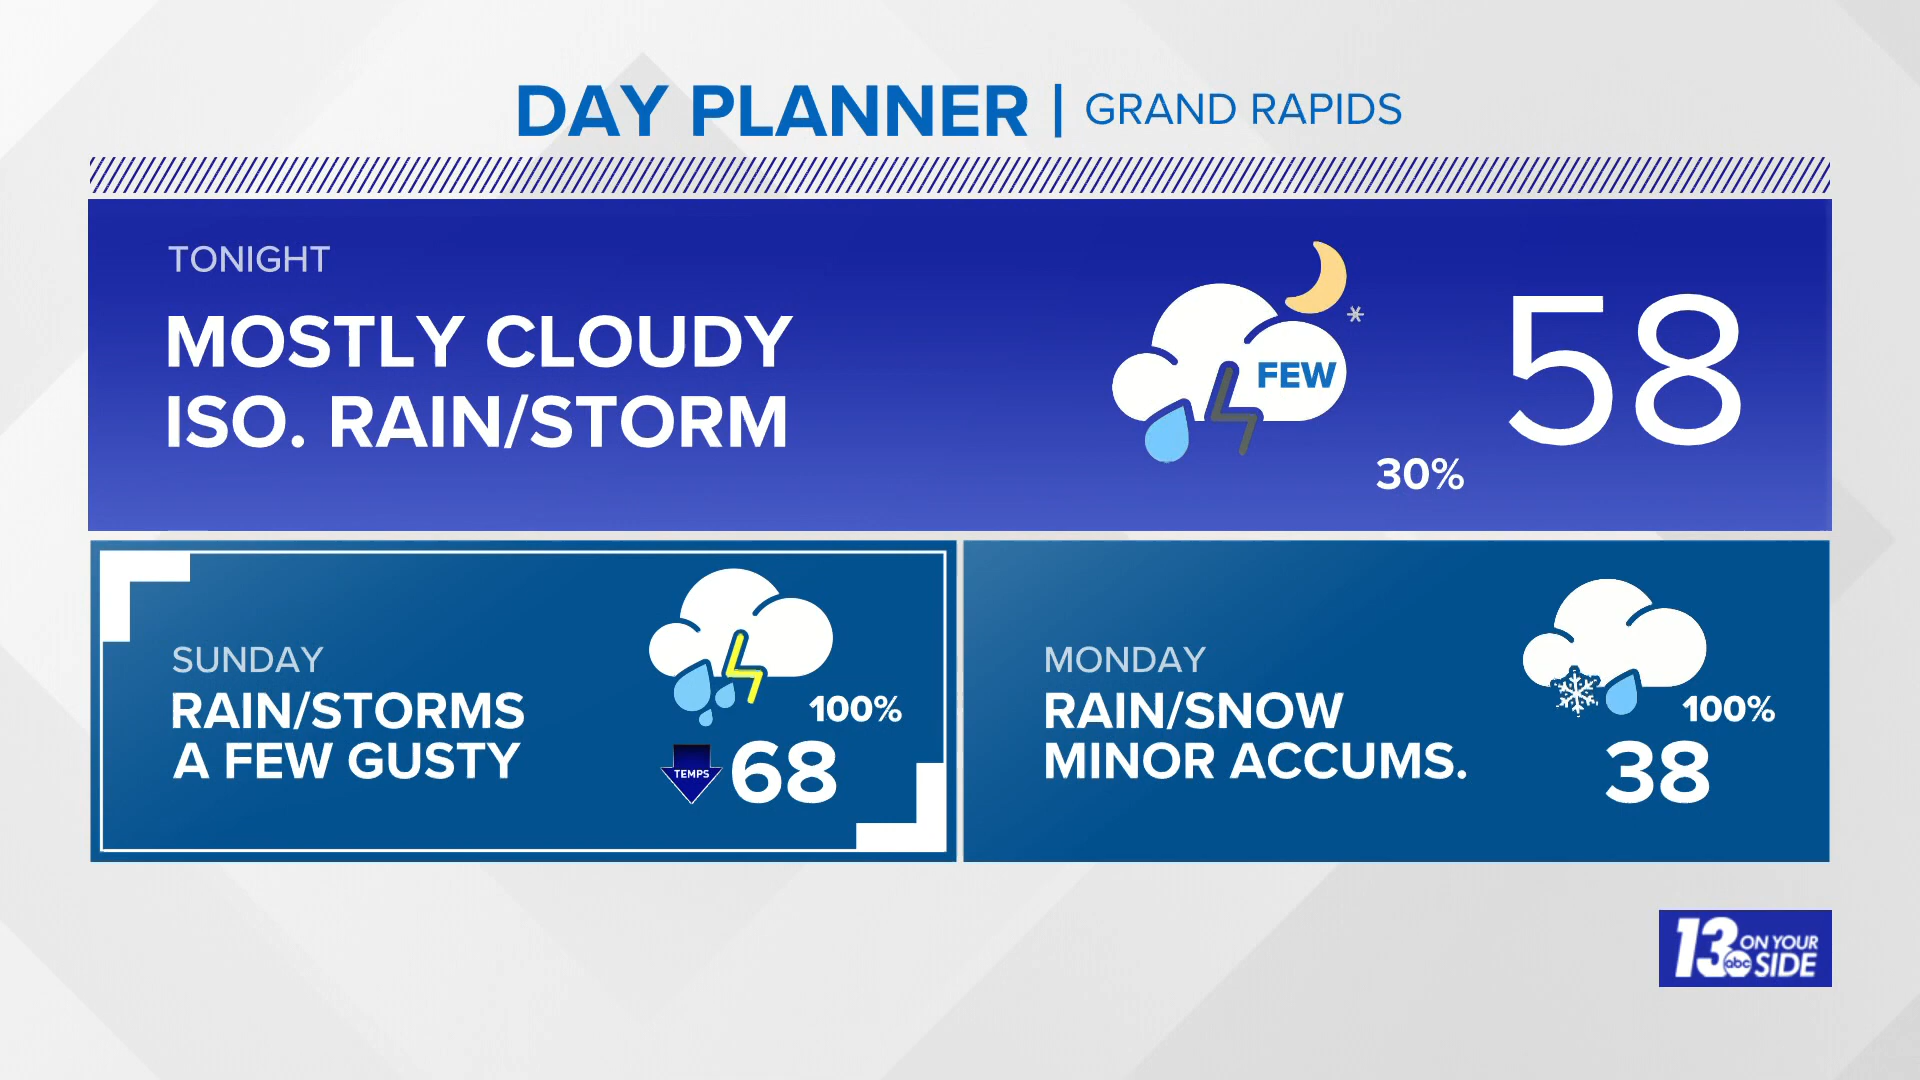 DAY PLANNER | GRAND RAPIDS
TONIGHT
MOSTLY CLOUDY
ISO. RAIN/STORM
FEW
30%
58
SUNDAY
RAIN/STORMS
A FEW GUSTY
100%
TEMPS
68
MONDAY
RAIN/SNOW
MINOR ACCUMS.
100%
38
13 ON YOUR
abc SIDE